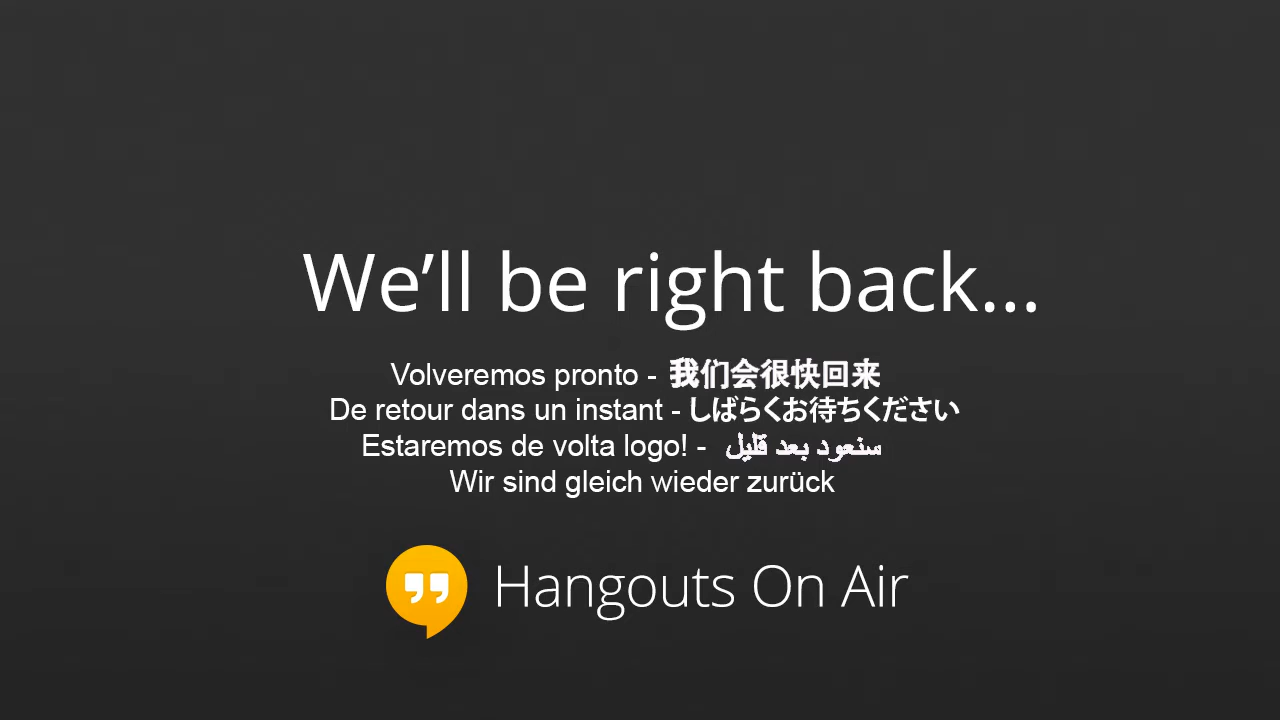 We’ll be right back...
Volveremos pronto - 我们会很快回来
De retour dans un instant - しばらくお待ちください
Estaremos de volta logo! - سنعود بعد قليل
Wir sind gleich wieder zurück
Hangouts On Air